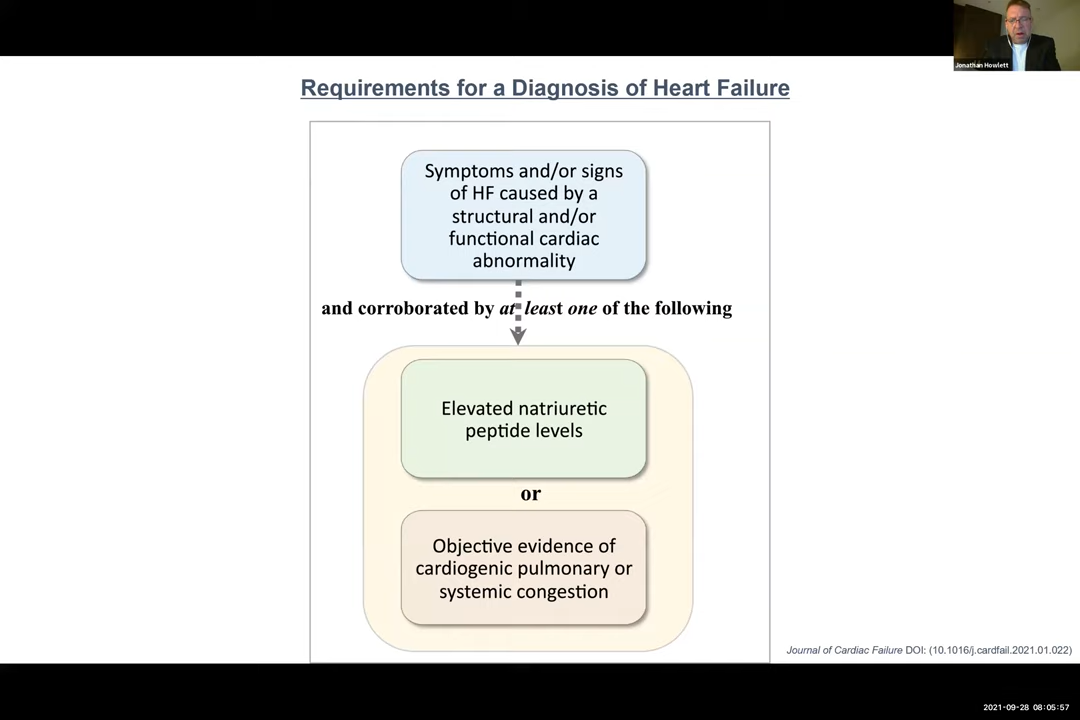 Jonathan Howlett
Requirements for a Diagnosis of Heart Failure
Symptoms and/or signs
of HF caused by a
structural and/or
functional cardiac
abnormality
and corroborated by at least one of the following
Elevated natriuretic
peptide levels
or
Objective evidence of
cardiogenic pulmonary or
systemic congestion
Journal of Cardiac Failure DOI: (10.1016/j.cardfail.2021.01.022)
2021-09-28 08:05:57